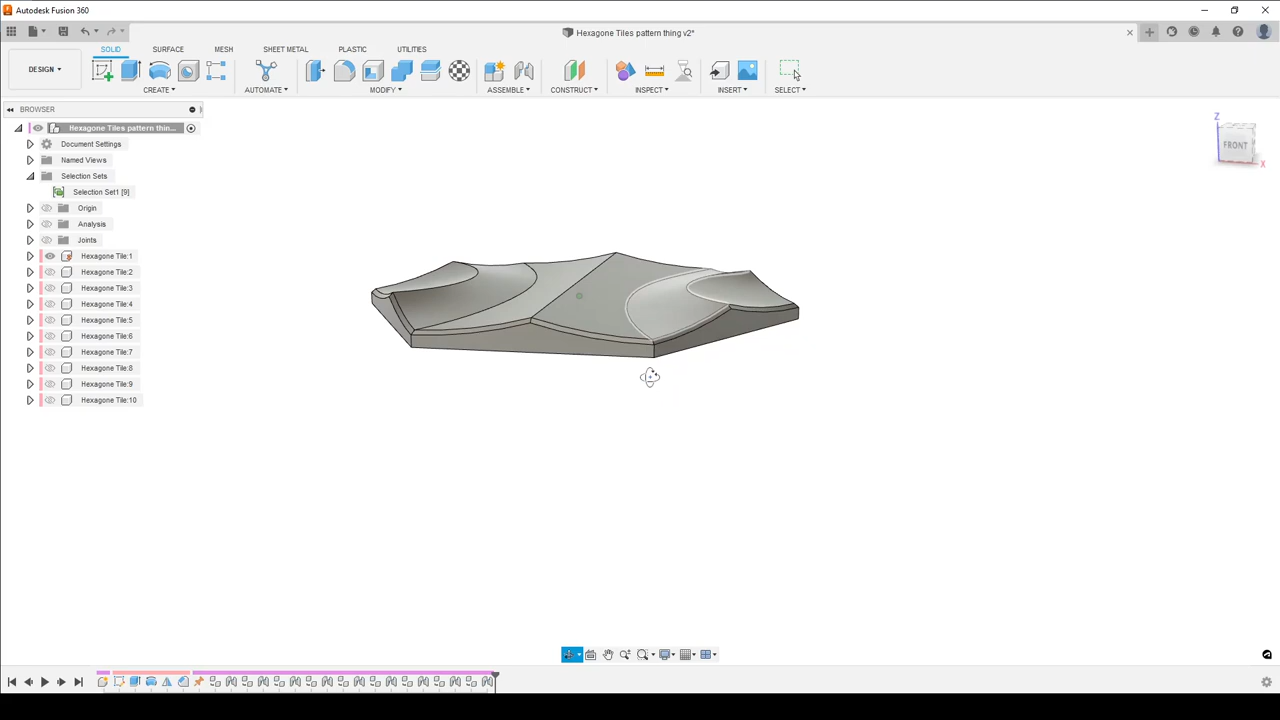 Autodesk Fusion 360
Hexagone Tiles pattern thing v2*
DESIGN
SOLID SURFACE MESH SHEET METAL PLASTIC UTILITIES
CREATE AUTOMATE MODIFY ASSEMBLE CONSTRUCT INSPECT INSERT SELECT
BROWSER
Hexagone Tiles pattern thin...
Document Settings
Named Views
Selection Sets
Selection Set1 [9]
Origin
Analysis
Joints
Hexagone Tile:1
Hexagone Tile:2
Hexagone Tile:3
Hexagone Tile:4
Hexagone Tile:5
Hexagone Tile:6
Hexagone Tile:7
Hexagone Tile:8
Hexagone Tile:9
Hexagone Tile:10
Z
FRONT
X